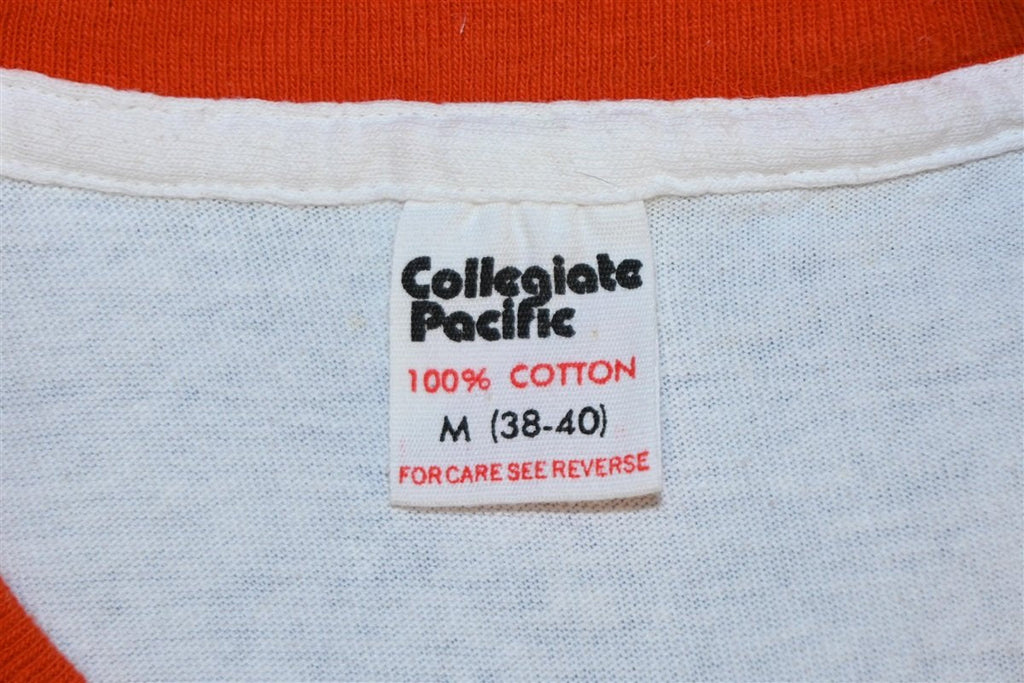 Collegiate
Pacific
100% COTTON
M (38-40)
FOR CARE SEE REVERSE